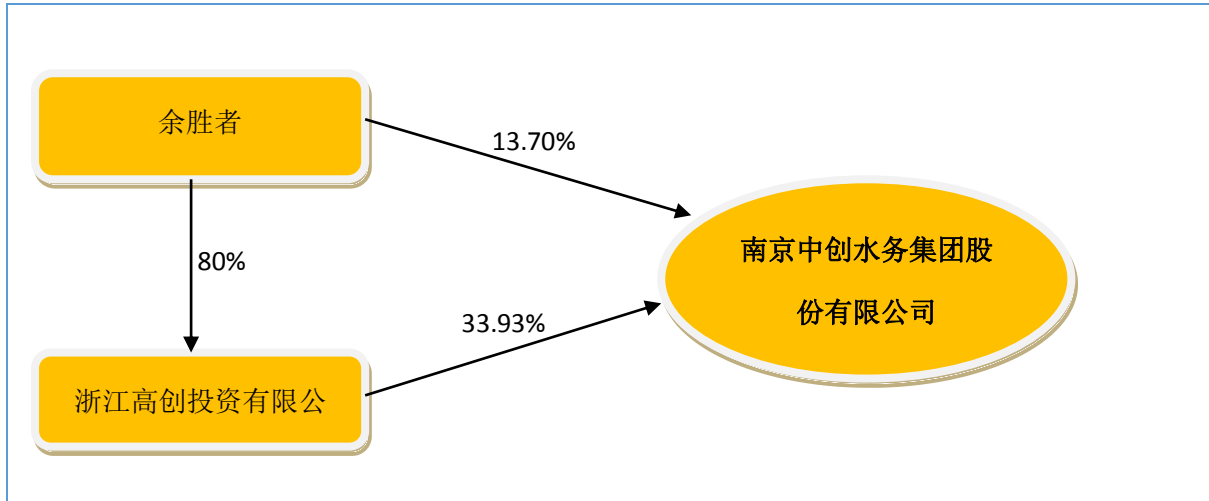 余胜者
13.70%
南京中创水务集团股
份有限公司
80%
33.93%
浙江高创投资有限公